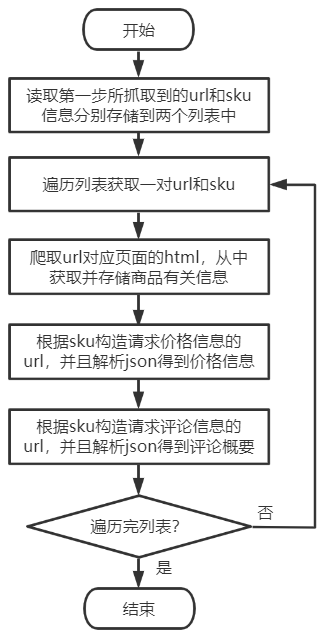 开始
读取第一步所抓取到的url和sku
信息分别存储到两个列表中
遍历列表获取一对url和sku
爬取url对应页面的html，从中
获取并存储商品有关信息
根据sku构造请求价格信息的
url，并且解析json得到价格信息
根据sku构造请求评论信息的
url，并且解析json得到评论概要
遍历完列表？
否
是
结束